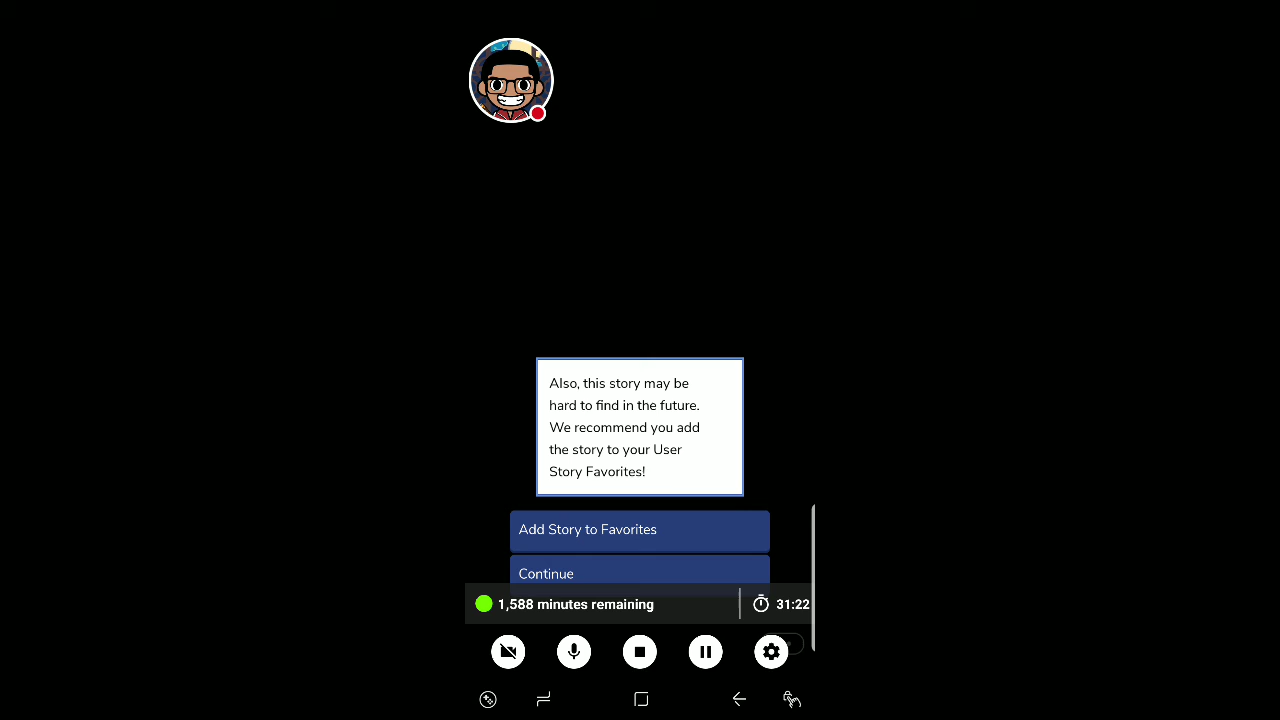 Also, this story may be
hard to find in the future.
We recommend you add
the story to your User
Story Favorites!
Add Story to Favorites
Continue
1,588 minutes remaining
31:22